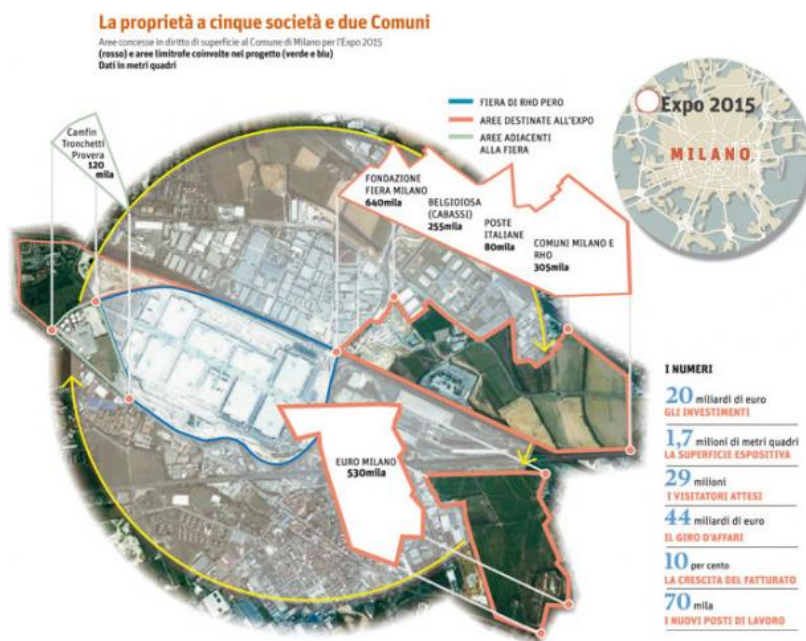 La proprietà a cinque società e due Comuni
Aree concesse in diritto di superficie al Comune di Milano per l'Expo 2015
(rosso) e aree limitrofe coinvolte nel progetto (verde e blu)
Dati in metri quadri
FIERA DI RHO PERO
AREE DESTINATE ALL'EXPO
AREE ADIACENTI
ALLA FIERA
Expo 2015
MILANO
Camfin
Tronchetti
Provera
120
mila
FONDAZIONE
FIERA MILANO
640mila
BELGIOIOSA
(CABASSI)
255mila
POSTE
ITALIANE
80mila
COMUNI MILANO E
RHO
305mila
EURO MILANO
530mila
I NUMERI
20 miliardi di euro
GLI INVESTIMENTI
1,7 milioni di metri quadri
LA SUPERFICIE ESPOSITIVA
29 milioni
I VISITATORI ATTESI
44 miliardi di euro
IL GIRO D'AFFARI
10 per cento
LA CRESCITA DEL FATTURATO
70 mila
I NUOVI POSTI DI LAVORO